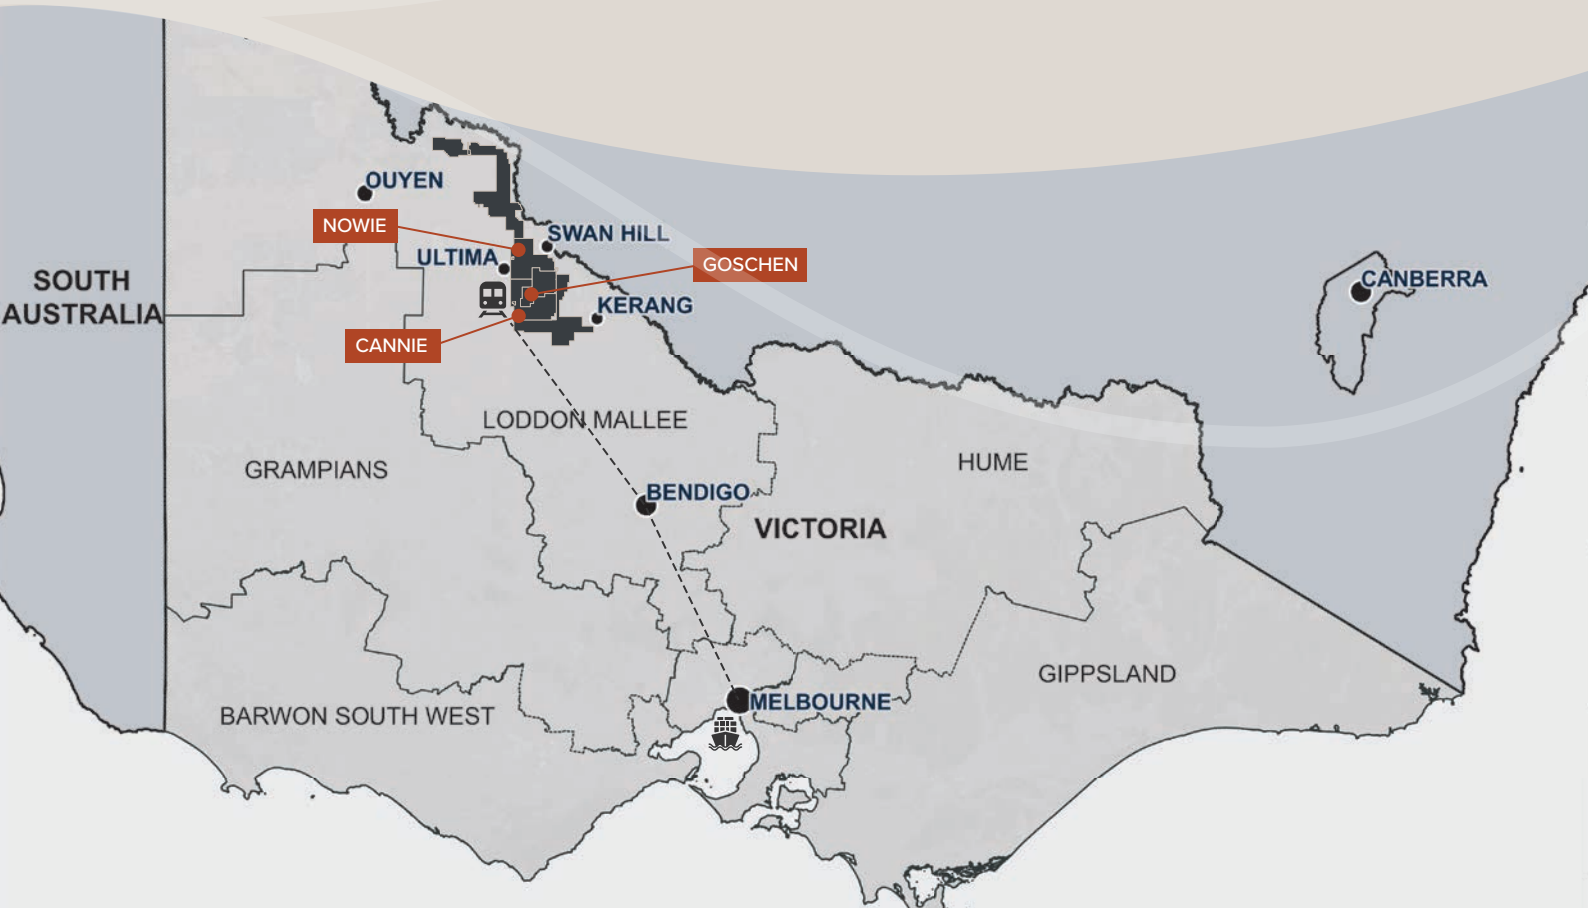 OUYEN
NOWIE
SWAN HILL
ULTIMA
GOSCHEN
SOUTH
AUSTRALIA
CANBERRA
KERANG
CANNIE
LODDON MALLEE
GRAMPIANS
HUME
BENDIGO
VICTORIA
GIPPSLAND
MELBOURNE
BARWON SOUTH WEST